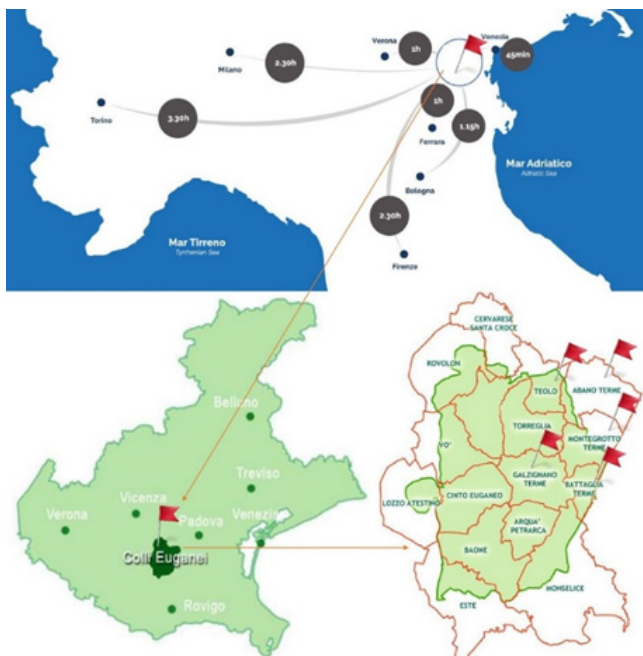 Venezia
Verona
1h
45min
Milano
2.30h
1h
Torino
3.30h
1.15h
Ferrara
Mar Adriatico
Adriatic Sea
Bologna
2.30h
Mar Tirreno
Tyrrhenian Sea
Firenze
CERVARESE
SANTA CROCE
ROVOLON
TEOLO
ABANO TERME
Belluno
TORREGLIA
MONTEGROTTO
TERME
VO'
Treviso
GALZIGNANO
TERME
BATTAGLIA
TERME
Vicenza
Venezia
LOZZO ATESTINO
CINTO EUGANEO
Verona
Padova
ARQUA'
PETRARCA
Colli Euganei
BAONE
MONSELICE
Rovigo
ESTE